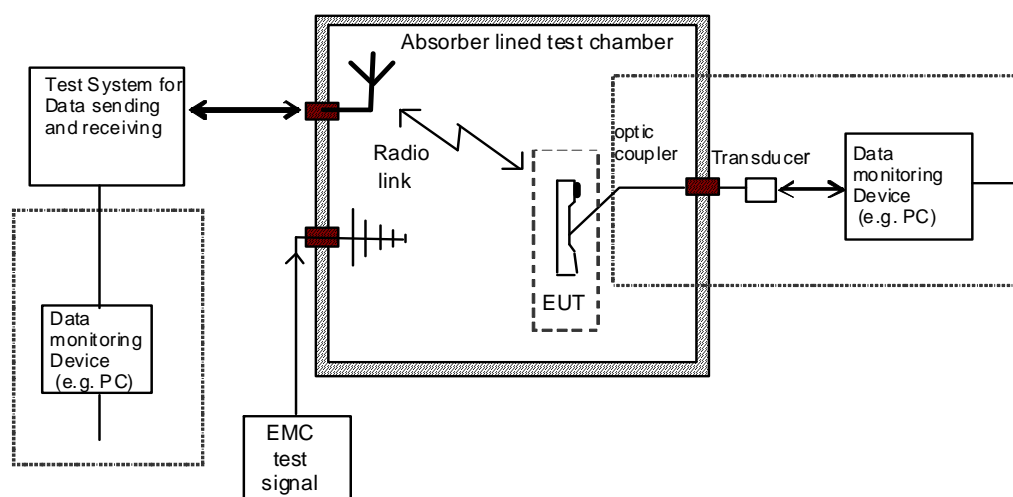 Absorber lined test chamber
Test System for
Data sending
and receiving
Radio
link
optic
coupler
Transducer
Data
monitoring
Device
(e.g. PC)
EUT
Data
monitoring
Device
(e.g. PC)
EMC
test
signal